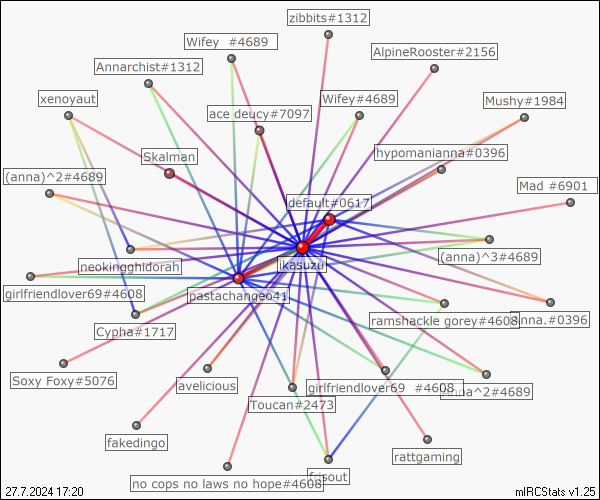 zibbits#1312
Wifey  #4689
AlpineRooster#2156
Annarchist#1312
xenoyaut
Wifey#4689
Mushy#1984
ace deucy#7097
Skalman
hypomanianna#0396
(anna)^2#4689
Mad #6901
default#0617
(anna)^3#4689
ikasuzu
neokingghidorah
girlfriendlover69#4608
pastachangeo41
ramshackle gorey#4608
Anna.#0396
Cypha#1717
Soxy Foxy#5076
avelicious
girlfriendlover69  #4608
Anna^2#4689
Toucan#2473
fakedingo
rattgaming
no cops no laws no hope#4608
frisout
27.7.2024 17:20
mIRCStats v1.25